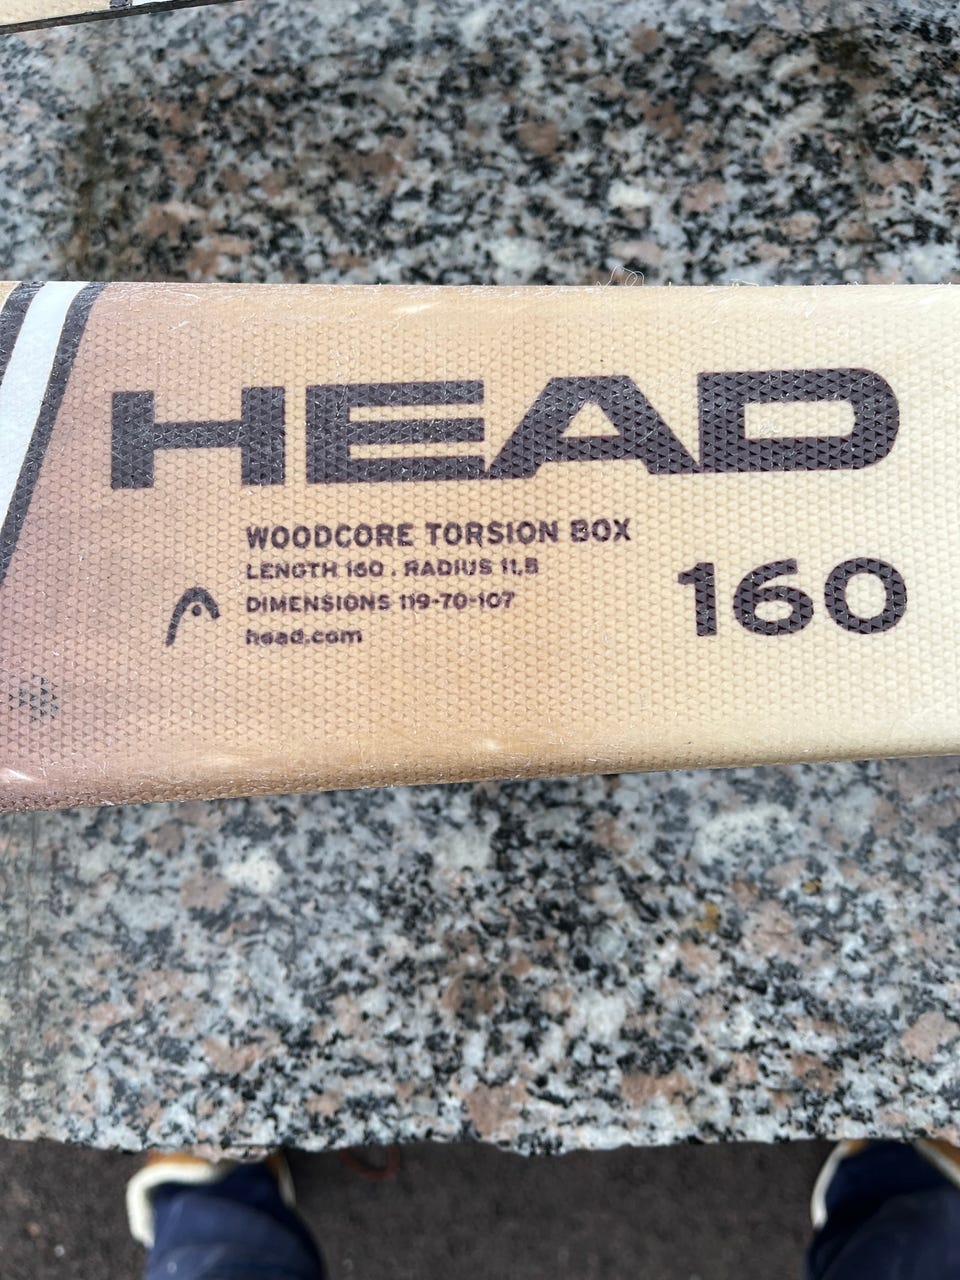 HEAD
WOODCORE TORSION BOX
LENGTH 160 . RADIUS 11,5
DIMENSIONS 119-70-107
head.com
160